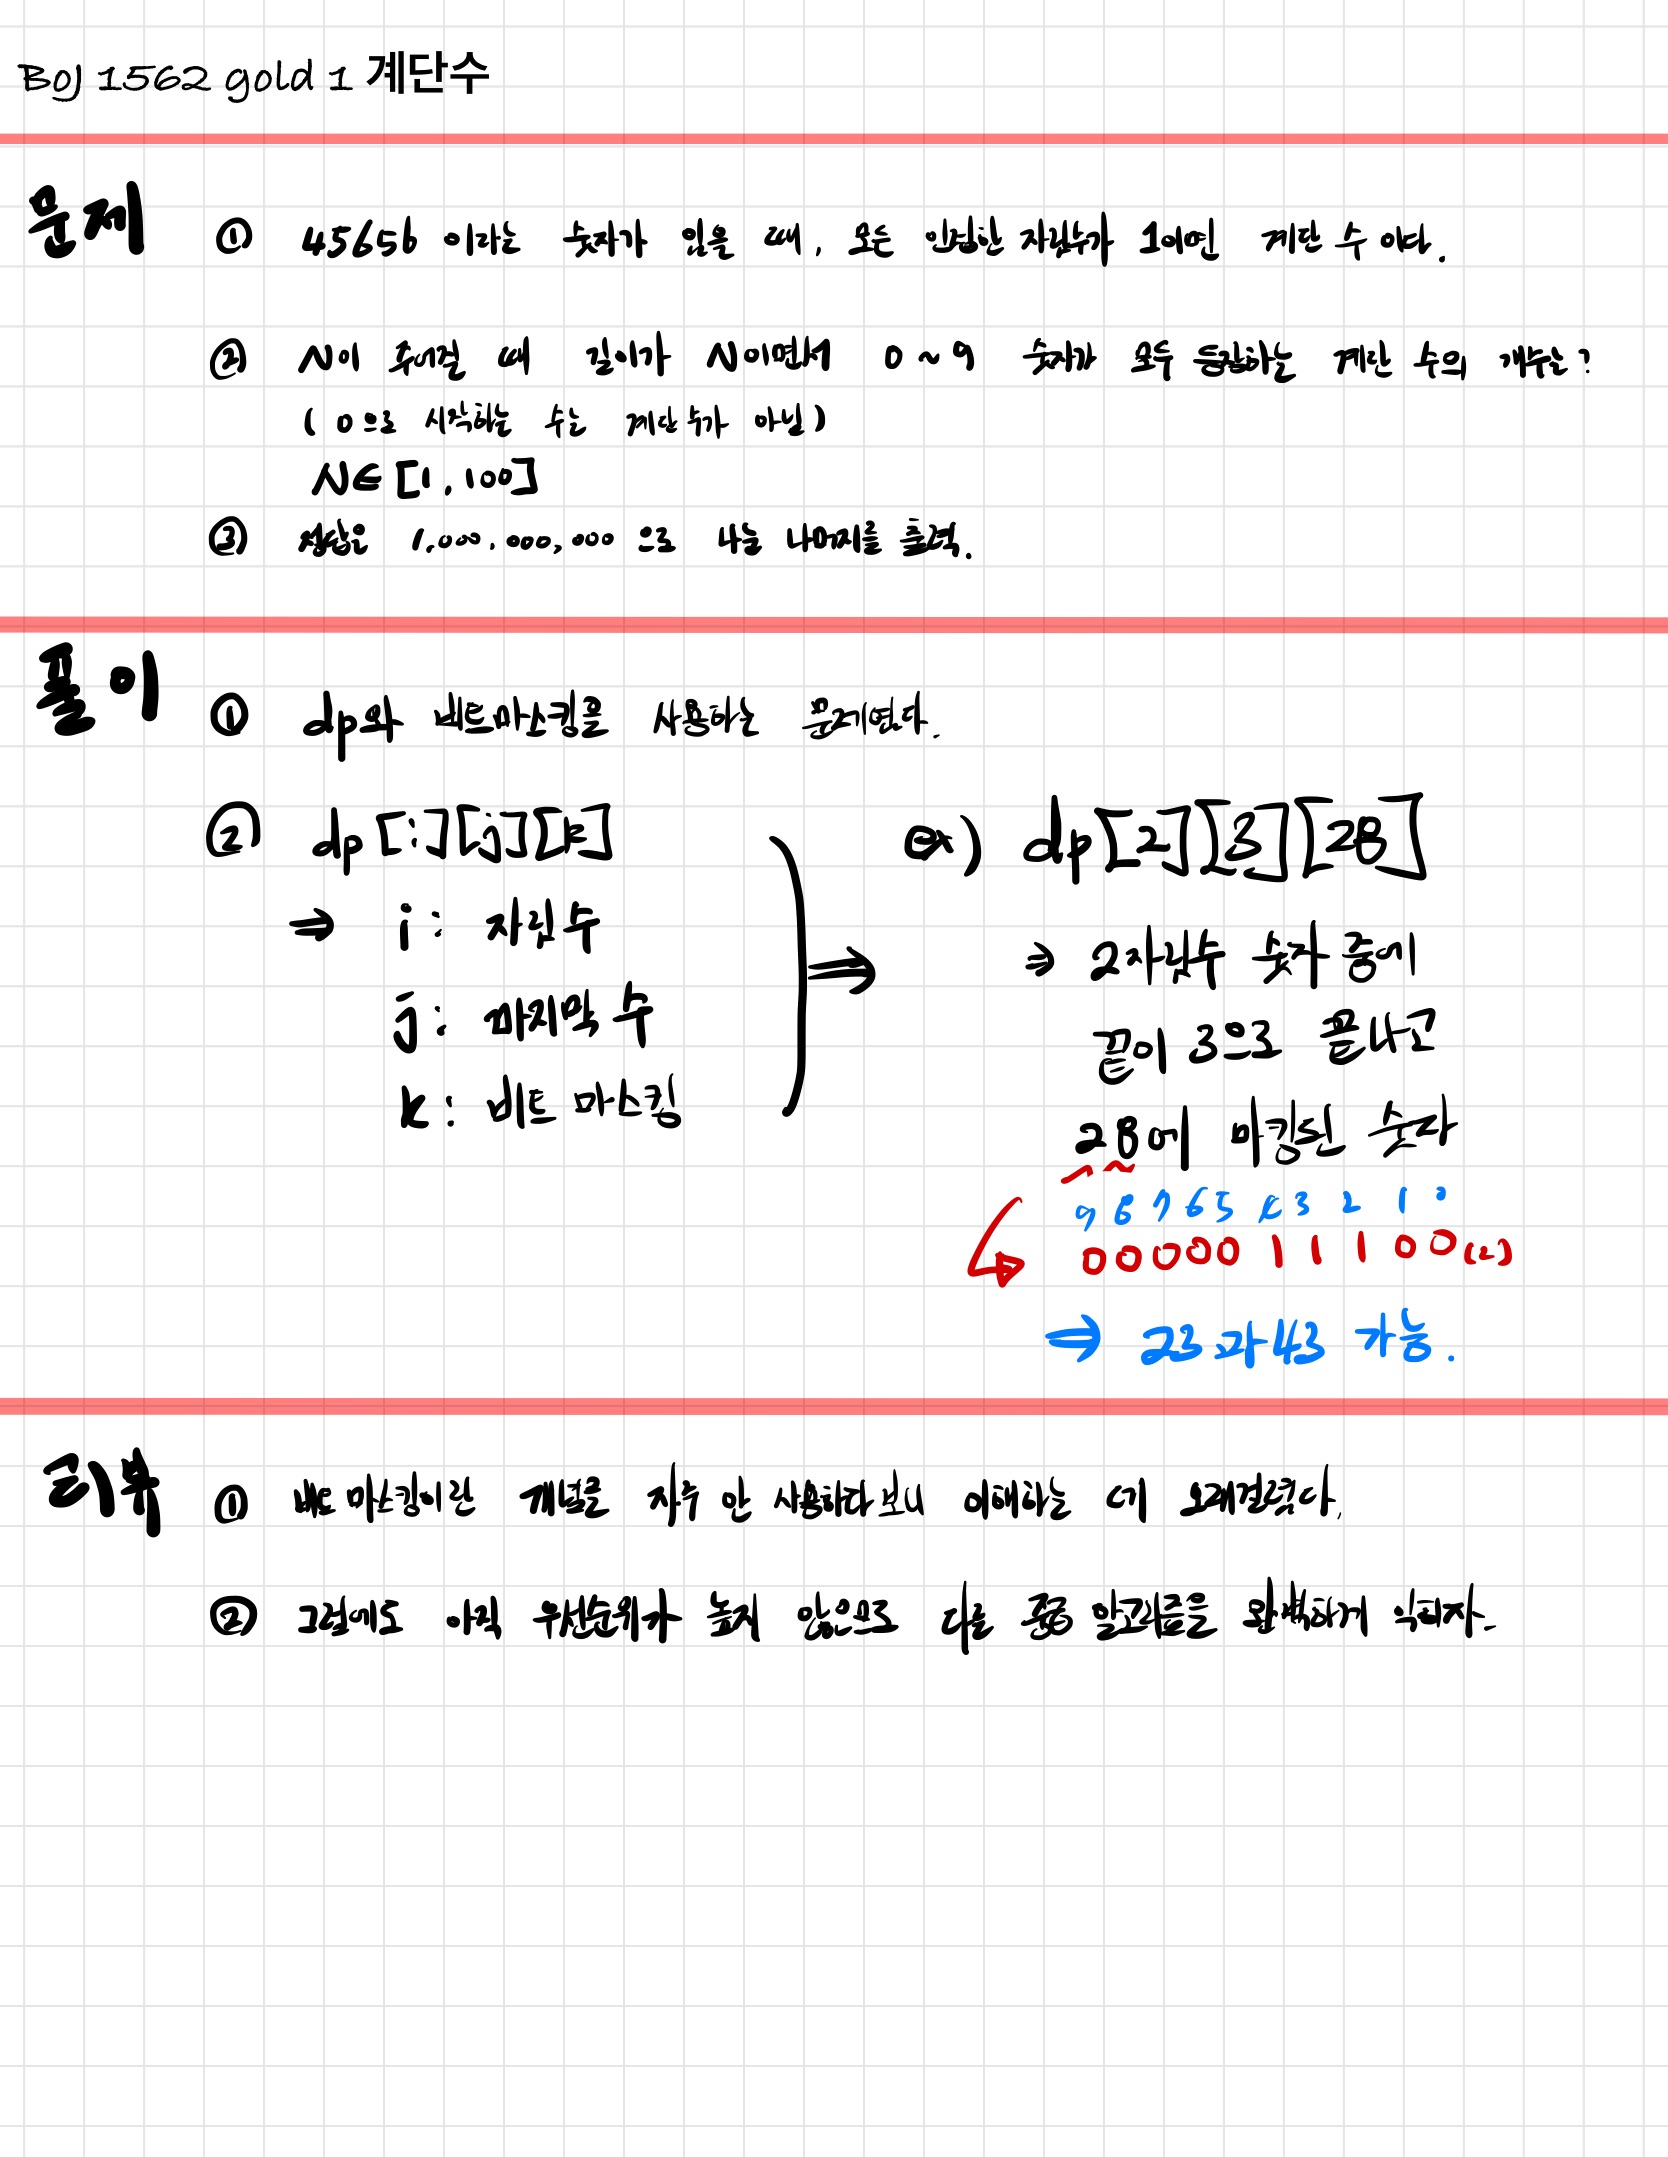 BOJ 1562 gold 1 계단수
문제
① 45656 이라는 숫자가 있을 때, 모든 인접한 자릿수가 1이면 계단 수 이다.
② N이 주어질 때 길이가 N이면서 0 ~ 9 숫자가 모두 등장하는 계단 수의 개수는?
( 0으로 시작하는 수는 계단수가 아님 )
N∈[1, 100]
③ 정답은 1,000,000,000 으로 나눈 나머지를 출력.
풀이
① dp와 비트마스킹을 사용하는 문제였다.
② dp[i][j][k]
⇒ i: 자릿수
j: 마지막 수
k: 비트 마스킹
⇒
ex) dp[2][3][28]
⇒ 2자릿수 숫자 중에
끝이 3으로 끝나고
28에 마킹된 숫자
9 8 7 6 5 4 3 2 1 0
0 0 0 0 0 1 1 1 0 0 (2)
⇒ 23과 43 가능.
리뷰
① 비트 마스킹이란 개념을 자주 안 사용하다 보니 이해하는 데 오래걸렸다.
② 그럼에도 아직 우선순위가 높지 않으므로 다른 알고리즘을 완벽하게 익히자.